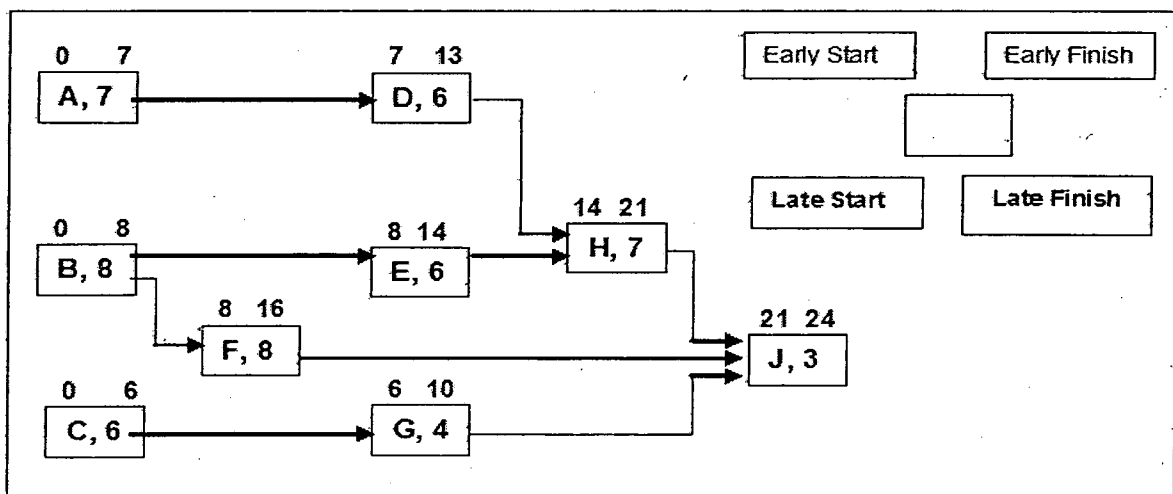 0 7
A, 7
7 13
D, 6
Early Start
Early Finish
Late Start
Late Finish
0 8
B, 8
8 14
E, 6
14 21
H, 7
8 16
F, 8
21 24
J, 3
0 6
C, 6
6 10
G, 4